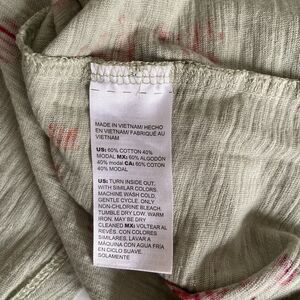 MADE IN VIETNAM/ HECHO
EN VIETNAM/ FABRIQUÉ AU
VIETNAM
US: 60% COTTON 40%
MODAL MX: 60% ALGODÓN
40% MODAL CA: 60% COTON
40% MODAL
US: TURN INSIDE OUT.
WITH SIMILAR COLORS.
MACHINE WASH COLD.
GENTLE CYCLE. ONLY
NON-CHLORINE BLEACH.
TUMBLE DRY LOW. WARM
IRON. MAY BE DRY
CLEANED MX: VOLTEAR AL
REVÉS. CON COLORES
SIMILARES. LAVAR A
MÁQUINA CON AGUA FRÍA
EN CICLO SUAVE.
SOLAMENTE